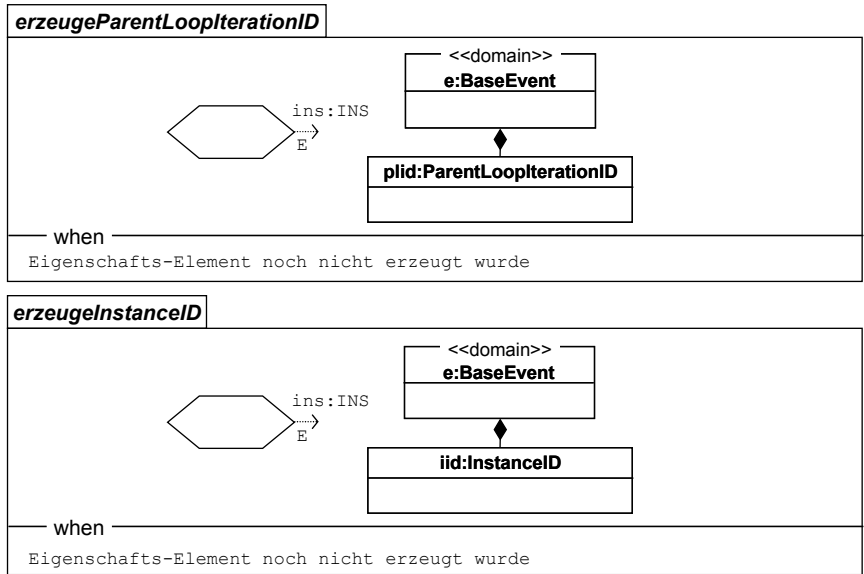 erzeugeParentLoopIterationID
<<domain>>
e:BaseEvent
ins:INS
E
plid:ParentLoopIterationID
when
Eigenschafts-Element noch nicht erzeugt wurde
erzeugeInstanceID
<<domain>>
e:BaseEvent
ins:INS
E
iid:InstanceID
when
Eigenschafts-Element noch nicht erzeugt wurde